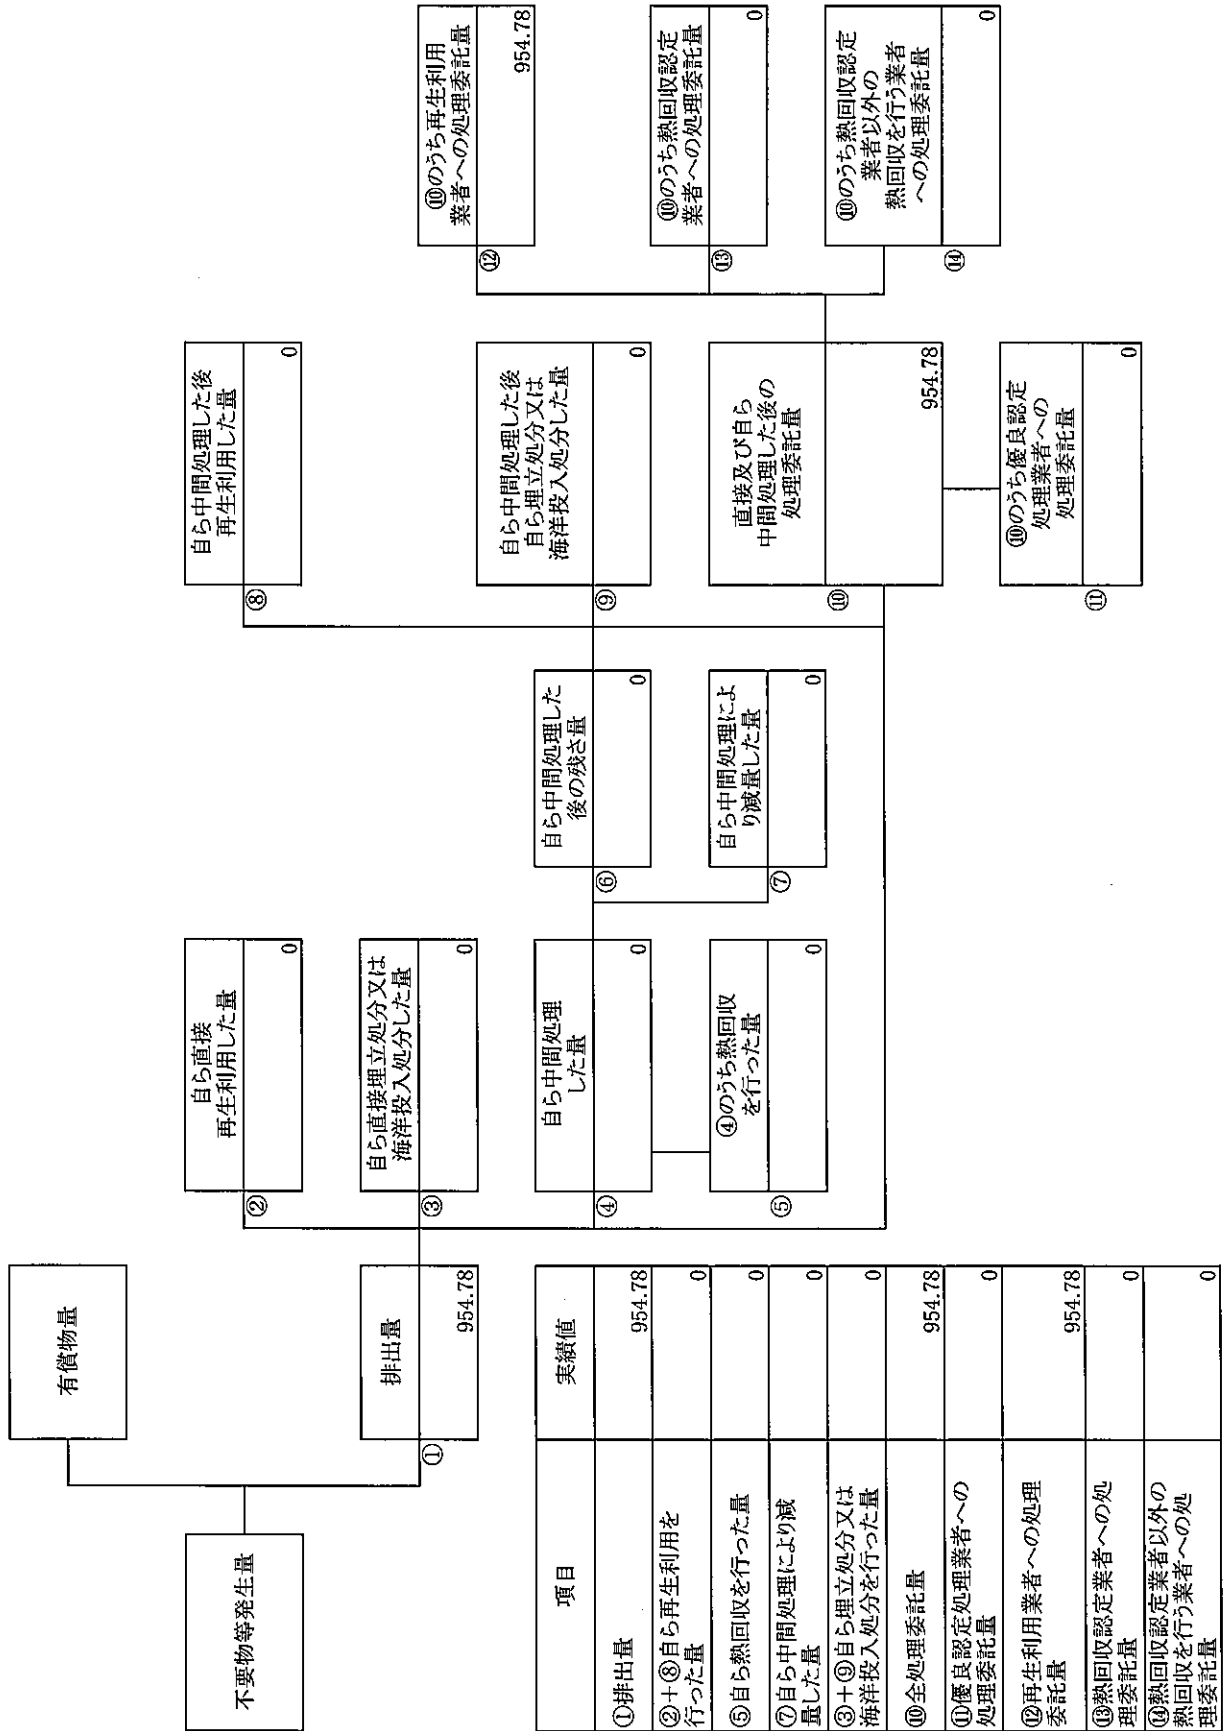 不要物等発生量
有償物量
排出量
①
954.78
自ら直接
再生利用した量
②
0
自ら直接埋立処分又は
海洋投入処分した量
③
0
自ら中間処理
した量
④
0
④のうち熱回収
を行った量
⑤
0
自ら中間処理した
後の残さ量
⑥
0
自ら中間処理によ
り減量した量
⑦
0
自ら中間処理した後
再生利用した量
⑧
0
自ら中間処理した後
自ら埋立処分又は
海洋投入処分した量
⑨
0
直接及び自ら
中間処理した後の
処理委託量
⑩
954.78
⑩のうち優良認定
処理業者への
処理委託量
⑪
0
⑩のうち再生利用
業者への処理委託量
⑫
954.78
⑩のうち熱回収認定
業者への処理委託量
⑬
0
⑩のうち熱回収認定
業者以外の
熱回収を行う業者
への処理委託量
⑭
0
項目 実績値
①排出量 954.78
②+⑧自ら再生利用を
行った量 0
⑤自ら熱回収を行った量 0
⑦自ら中間処理により減
量した量 0
③+⑨自ら埋立処分又は
海洋投入処分を行った量 0
⑩全処理委託量 954.78
⑪優良認定処理業者への
処理委託量 0
⑫再生利用業者への処理
委託量 954.78
⑬熱回収認定業者への処
理委託量 0
⑭熱回収認定業者以外の
熱回収を行う業者への処
理委託量 0